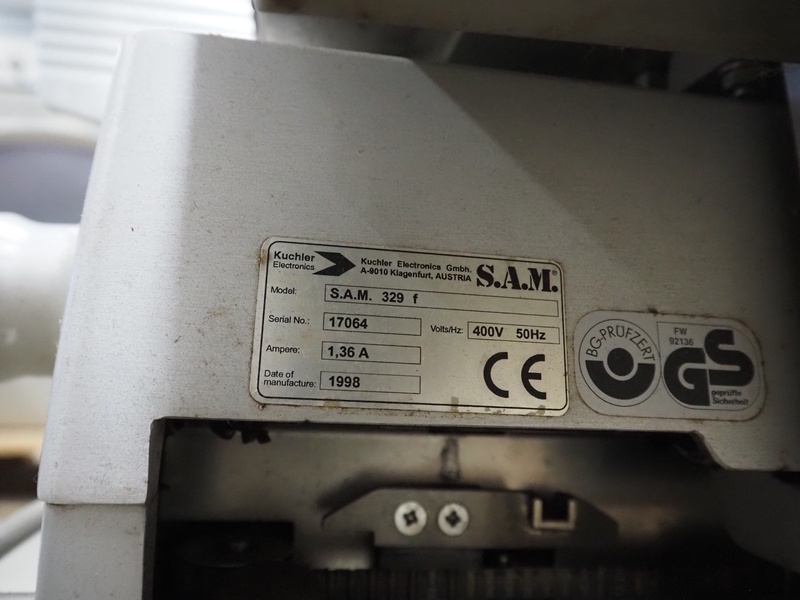 Kuchler
Electronics
Kuchler Electronics Gmbh.
A-9010 Klagenfurt, AUSTRIA
S.A.M.®
Model: S.A.M. 329 f
Serial No.: 17064
Volts/Hz: 400V 50Hz
Ampere: 1,36 A
Date of
manufacture: 1998
CE
BG-PRÜFZERT
FW
92136
GS
geprüfte
Sicherheit